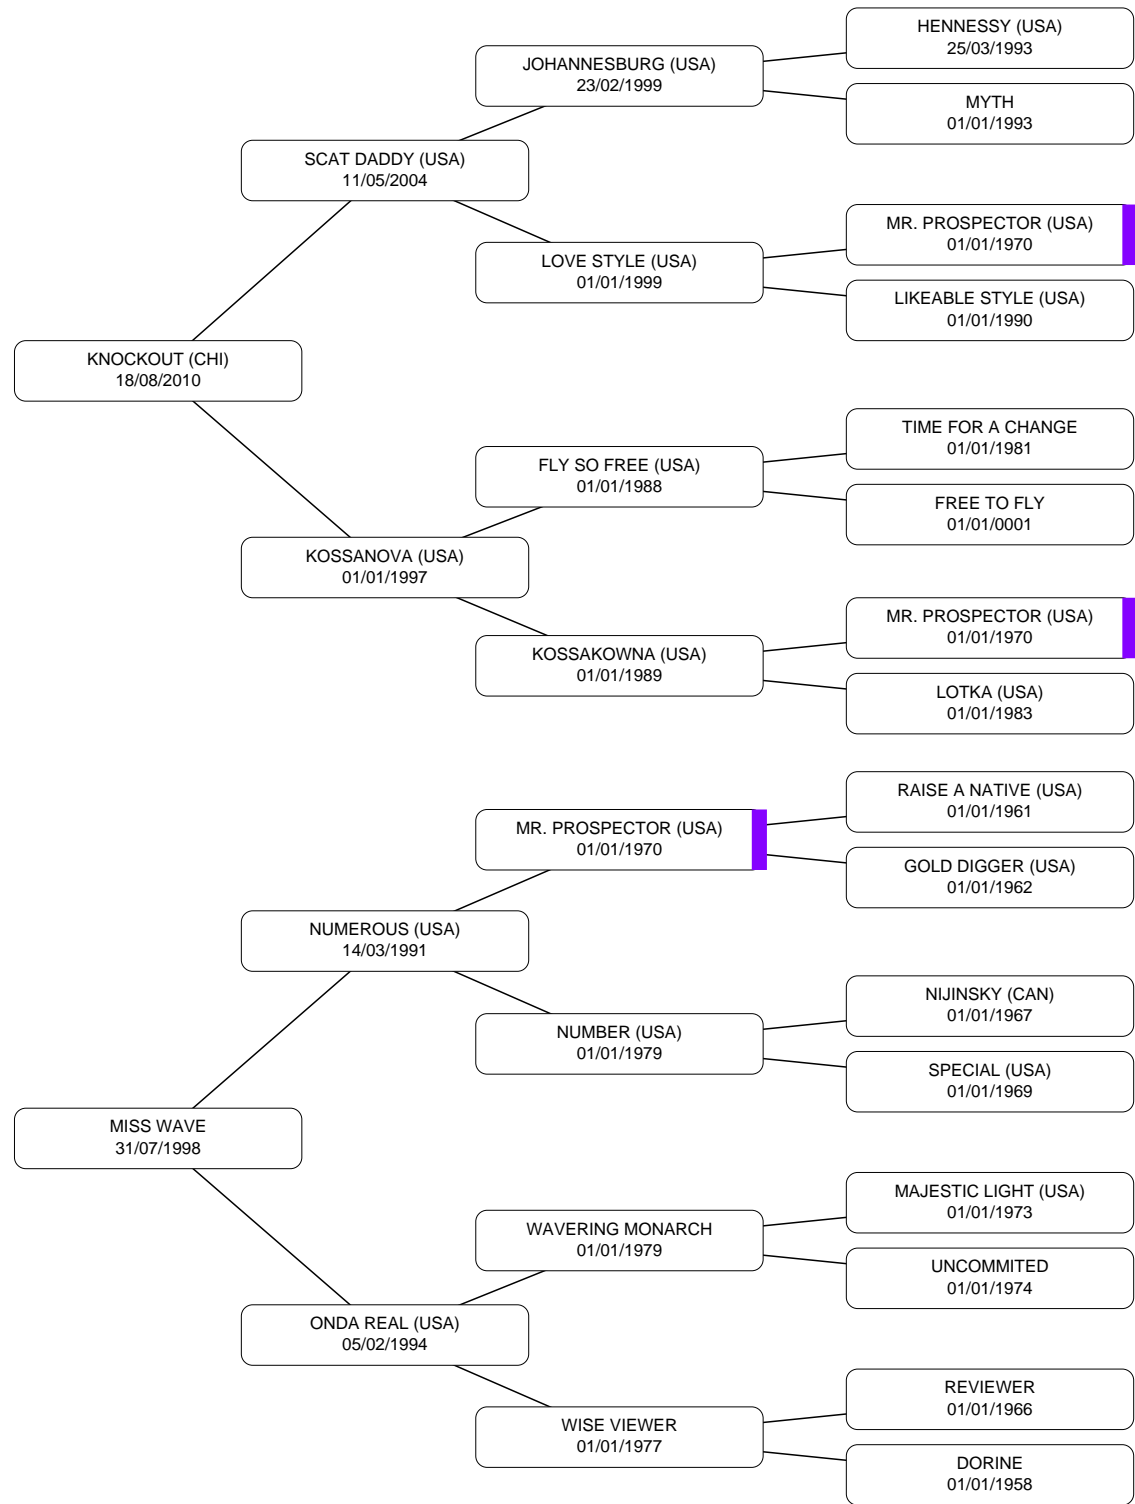 HENNESSY (USA)
25/03/1993
JOHANNESBURG (USA)
23/02/1999
MYTH
01/01/1993
SCAT DADDY (USA)
11/05/2004
MR. PROSPECTOR (USA)
01/01/1970
LOVE STYLE (USA)
01/01/1999
LIKEABLE STYLE (USA)
01/01/1990
KNOCKOUT (CHI)
18/08/2010
TIME FOR A CHANGE
01/01/1981
FLY SO FREE (USA)
01/01/1988
FREE TO FLY
01/01/0001
KOSSANOVA (USA)
01/01/1997
MR. PROSPECTOR (USA)
01/01/1970
KOSSAKOWNA (USA)
01/01/1989
LOTKA (USA)
01/01/1983
RAISE A NATIVE (USA)
01/01/1961
MR. PROSPECTOR (USA)
01/01/1970
GOLD DIGGER (USA)
01/01/1962
NUMEROUS (USA)
14/03/1991
NIJINSKY (CAN)
01/01/1967
NUMBER (USA)
01/01/1979
SPECIAL (USA)
01/01/1969
MISS WAVE
31/07/1998
MAJESTIC LIGHT (USA)
01/01/1973
WAVERING MONARCH
01/01/1979
UNCOMMITED
01/01/1974
ONDA REAL (USA)
05/02/1994
REVIEWER
01/01/1966
WISE VIEWER
01/01/1977
DORINE
01/01/1958